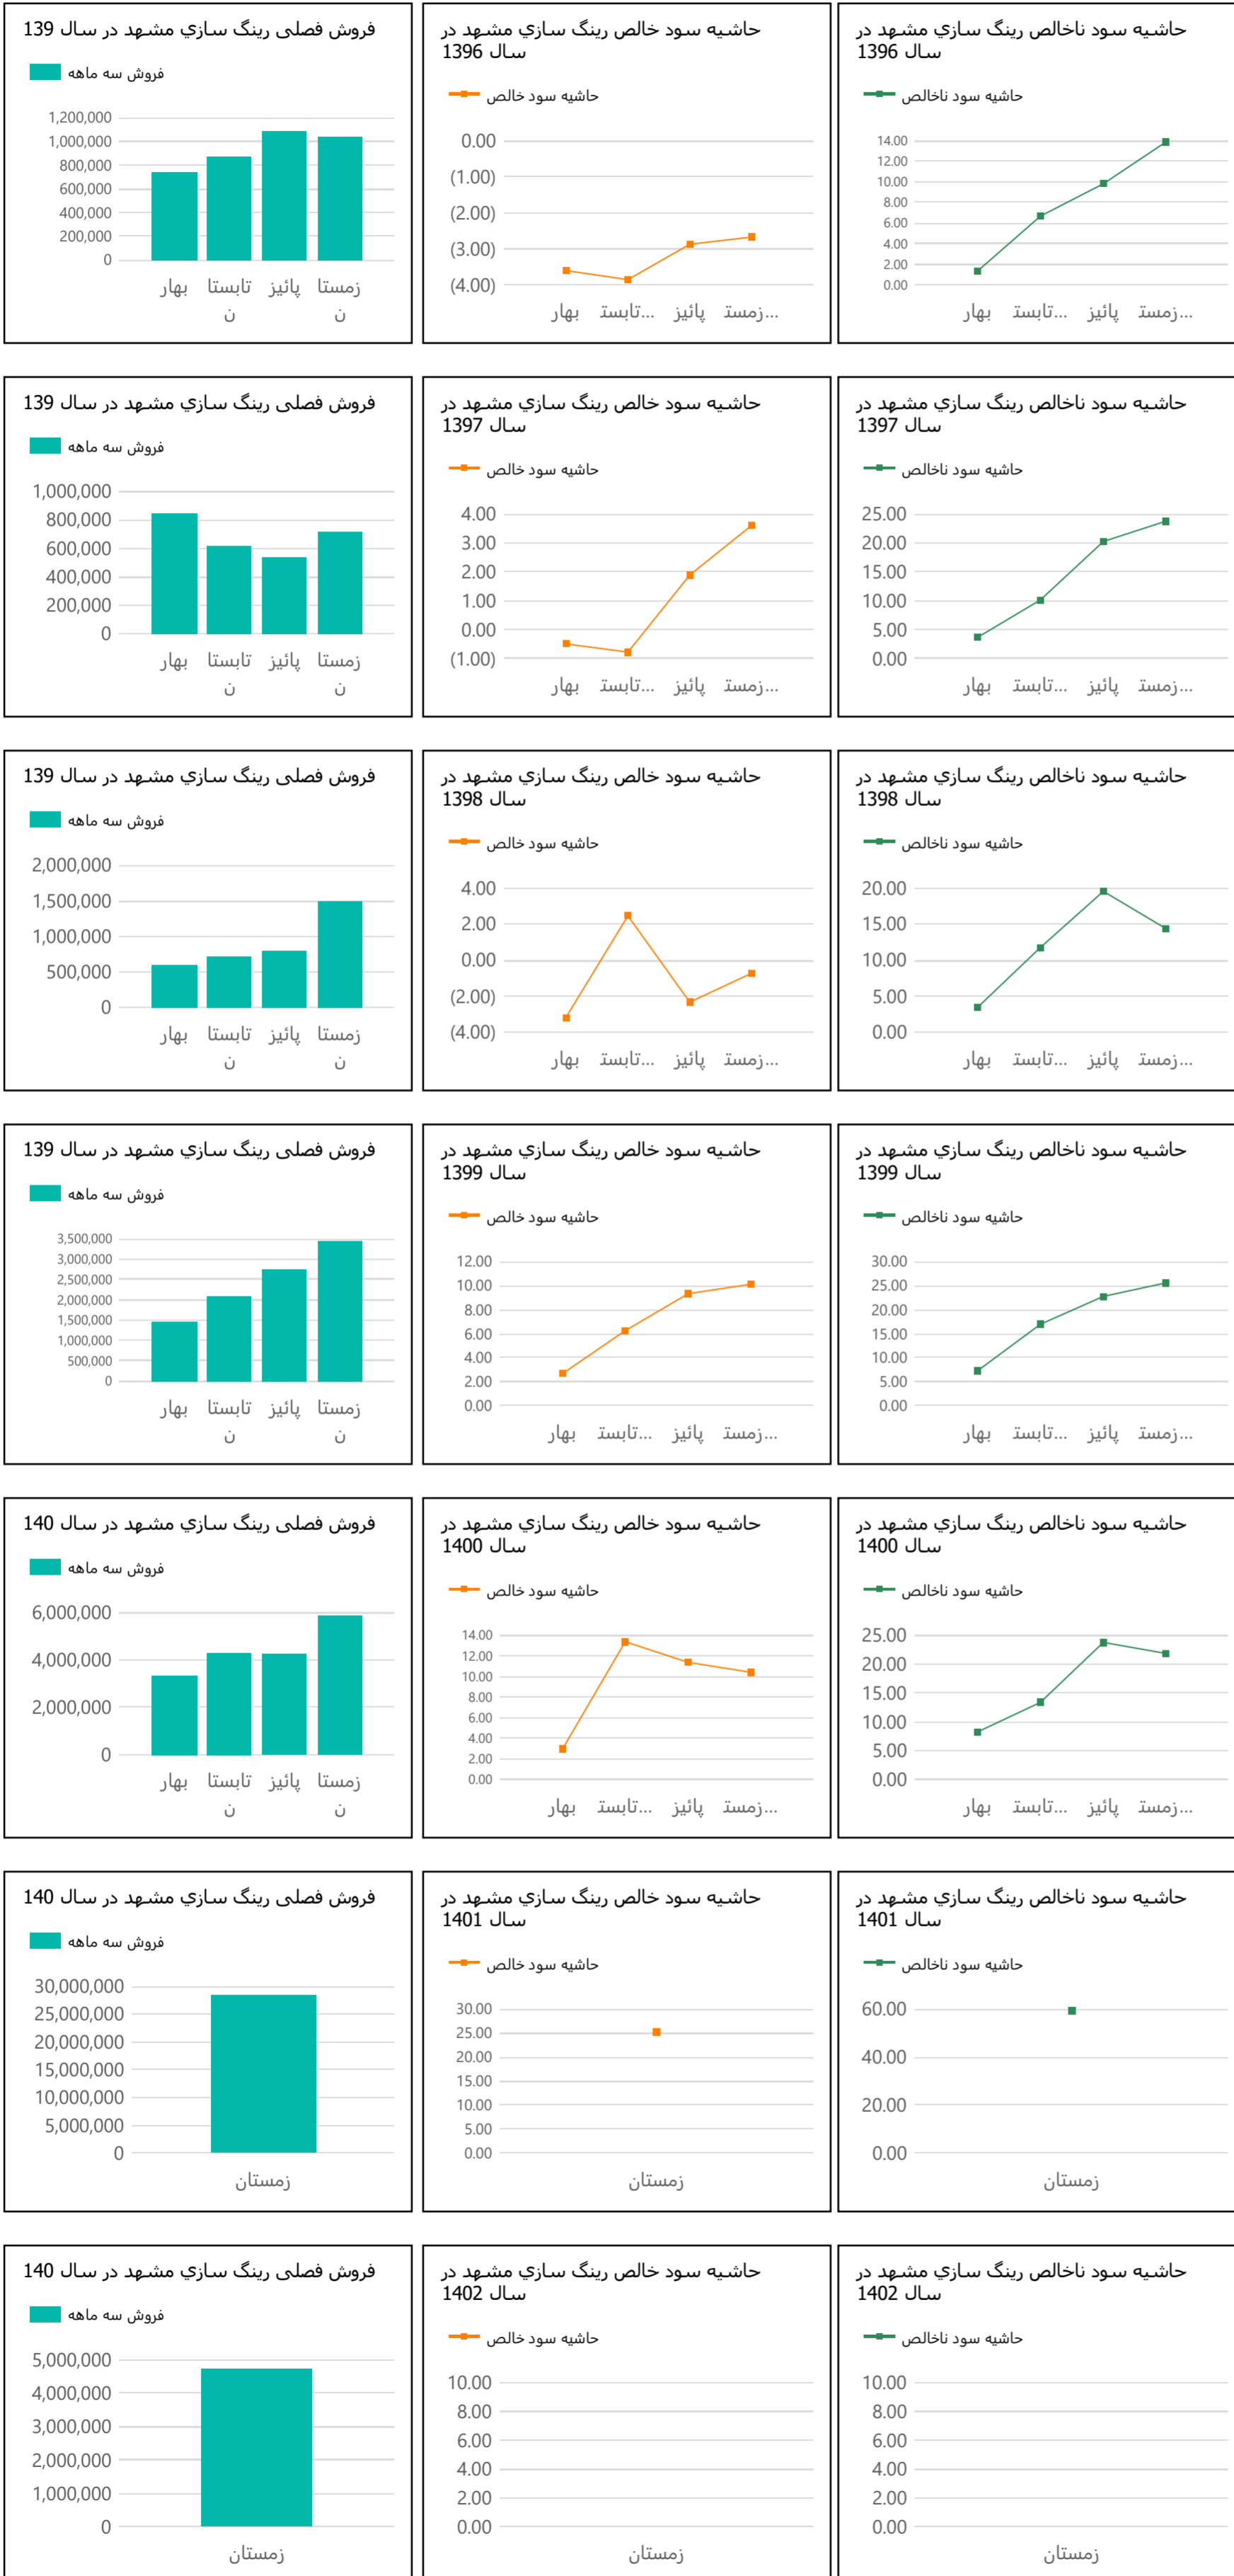 فروش فصلی رینگ سازي مشهد در سال 139
فروش سه ماهه
1,200,000
1,000,000
800,000
600,000
400,000
200,000
0
بهار تابستا پائیز زمستا
ن ن
حاشیه سود خالص رینگ سازي مشهد در
سال 1396
حاشیه سود خالص
0.00
(1.00)
(2.00)
(3.00)
(4.00)
بهار تابست... پائیز زمست...
حاشیه سود ناخالص رینگ سازي مشهد در
سال 1396
حاشیه سود ناخالص
14.00
12.00
10.00
8.00
6.00
4.00
2.00
0.00
بهار تابست... پائیز زمست...
فروش فصلی رینگ سازي مشهد در سال 139
فروش سه ماهه
1,000,000
800,000
600,000
400,000
200,000
0
بهار تابستا پائیز زمستا
ن ن
حاشیه سود خالص رینگ سازي مشهد در
سال 1397
حاشیه سود خالص
4.00
3.00
2.00
1.00
0.00
(1.00)
بهار تابست... پائیز زمست...
حاشیه سود ناخالص رینگ سازي مشهد در
سال 1397
حاشیه سود ناخالص
25.00
20.00
15.00
10.00
5.00
0.00
بهار تابست... پائیز زمست...
فروش فصلی رینگ سازي مشهد در سال 139
فروش سه ماهه
2,000,000
1,500,000
1,000,000
500,000
0
بهار تابستا پائیز زمستا
ن ن
حاشیه سود خالص رینگ سازي مشهد در
سال 1398
حاشیه سود خالص
4.00
2.00
0.00
(2.00)
(4.00)
بهار تابست... پائیز زمست...
حاشیه سود ناخالص رینگ سازي مشهد در
سال 1398
حاشیه سود ناخالص
20.00
15.00
10.00
5.00
0.00
بهار تابست... پائیز زمست...
فروش فصلی رینگ سازي مشهد در سال 139
فروش سه ماهه
3,500,000
3,000,000
2,500,000
2,000,000
1,500,000
1,000,000
500,000
0
بهار تابستا پائیز زمستا
ن ن
حاشیه سود خالص رینگ سازي مشهد در
سال 1399
حاشیه سود خالص
12.00
10.00
8.00
6.00
4.00
2.00
0.00
بهار تابست... پائیز زمست...
حاشیه سود ناخالص رینگ سازي مشهد در
سال 1399
حاشیه سود ناخالص
30.00
25.00
20.00
15.00
10.00
5.00
0.00
بهار تابست... پائیز زمست...
فروش فصلی رینگ سازي مشهد در سال 140
فروش سه ماهه
6,000,000
4,000,000
2,000,000
0
بهار تابستا پائیز زمستا
ن ن
حاشیه سود خالص رینگ سازي مشهد در
سال 1400
حاشیه سود خالص
14.00
12.00
10.00
8.00
6.00
4.00
2.00
0.00
بهار تابست... پائیز زمست...
حاشیه سود ناخالص رینگ سازي مشهد در
سال 1400
حاشیه سود ناخالص
25.00
20.00
15.00
10.00
5.00
0.00
بهار تابست... پائیز زمست...
فروش فصلی رینگ سازي مشهد در سال 140
فروش سه ماهه
30,000,000
25,000,000
20,000,000
15,000,000
10,000,000
5,000,000
0
زمستان
حاشیه سود خالص رینگ سازي مشهد در
سال 1401
حاشیه سود خالص
30.00
25.00
20.00
15.00
10.00
5.00
0.00
زمستان
حاشیه سود ناخالص رینگ سازي مشهد در
سال 1401
حاشیه سود ناخالص
60.00
40.00
20.00
0.00
زمستان
فروش فصلی رینگ سازي مشهد در سال 140
فروش سه ماهه
5,000,000
4,000,000
3,000,000
2,000,000
1,000,000
0
زمستان
حاشیه سود خالص رینگ سازي مشهد در
سال 1402
حاشیه سود خالص
10.00
8.00
6.00
4.00
2.00
0.00
زمستان
حاشیه سود ناخالص رینگ سازي مشهد در
سال 1402
حاشیه سود ناخالص
10.00
8.00
6.00
4.00
2.00
0.00
زمستان